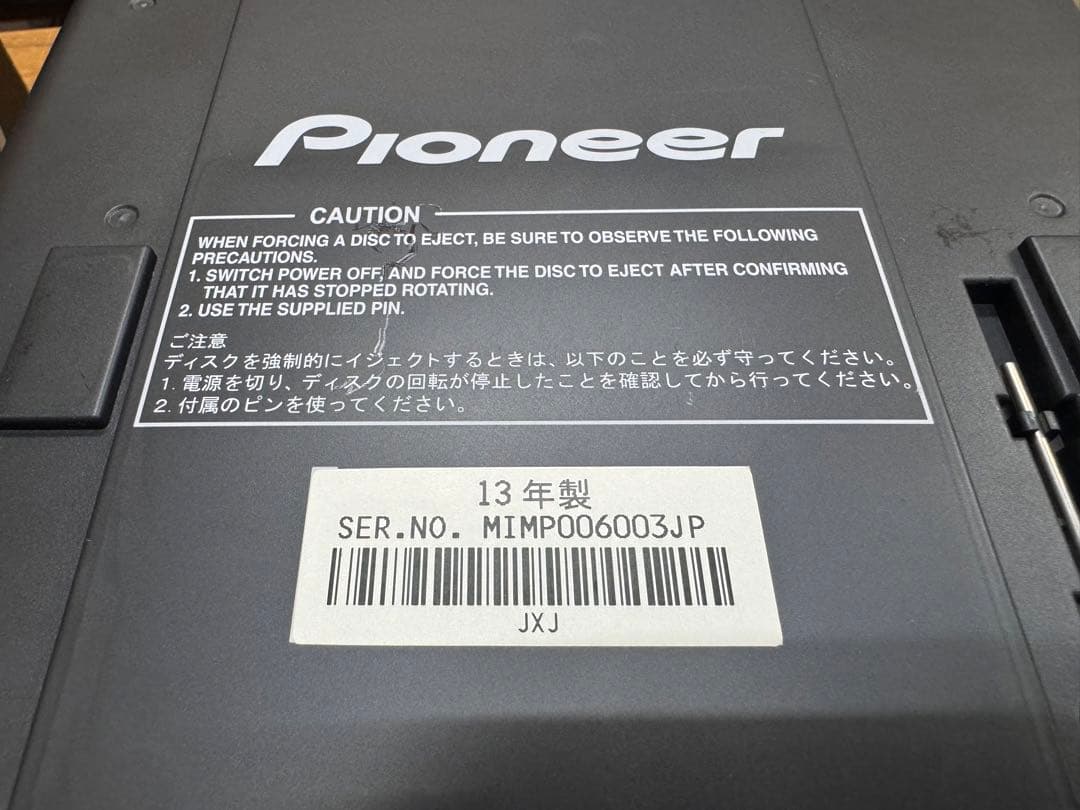 Pioneer
CAUTION
WHEN FORCING A DISC TO EJECT, BE SURE TO OBSERVE THE FOLLOWING
PRECAUTIONS.
1. SWITCH POWER OFF, AND FORCE THE DISC TO EJECT AFTER CONFIRMING
THAT IT HAS STOPPED ROTATING.
2. USE THE SUPPLIED PIN.
ご注意
ディスクを強制的にイジェクトするときは、以下のことを必ず守ってください。
1. 電源を切り、ディスクの回転が停止したことを確認してから行ってください。
2. 付属のピンを使ってください。
13年製
SER.NO. MIMP006003JP
JXJ